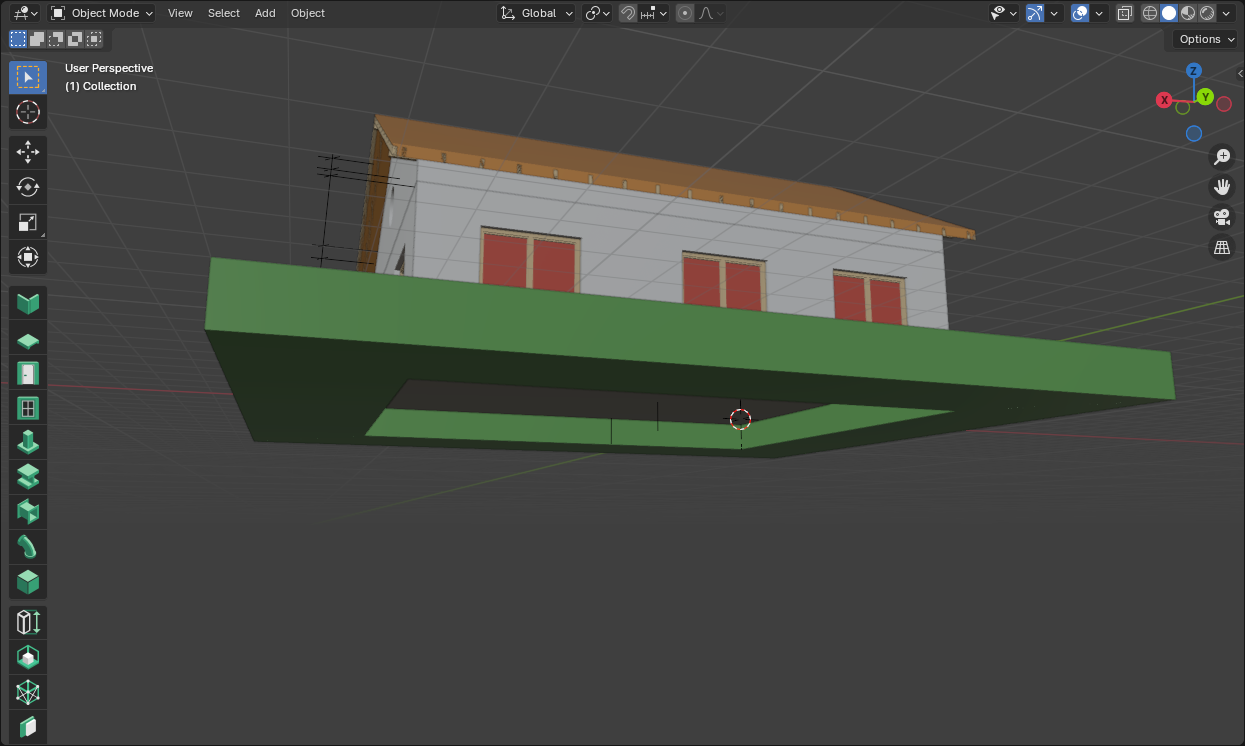 Object Mode View Select Add Object Global
Options
User Perspective
(1) Collection
Z
X Y